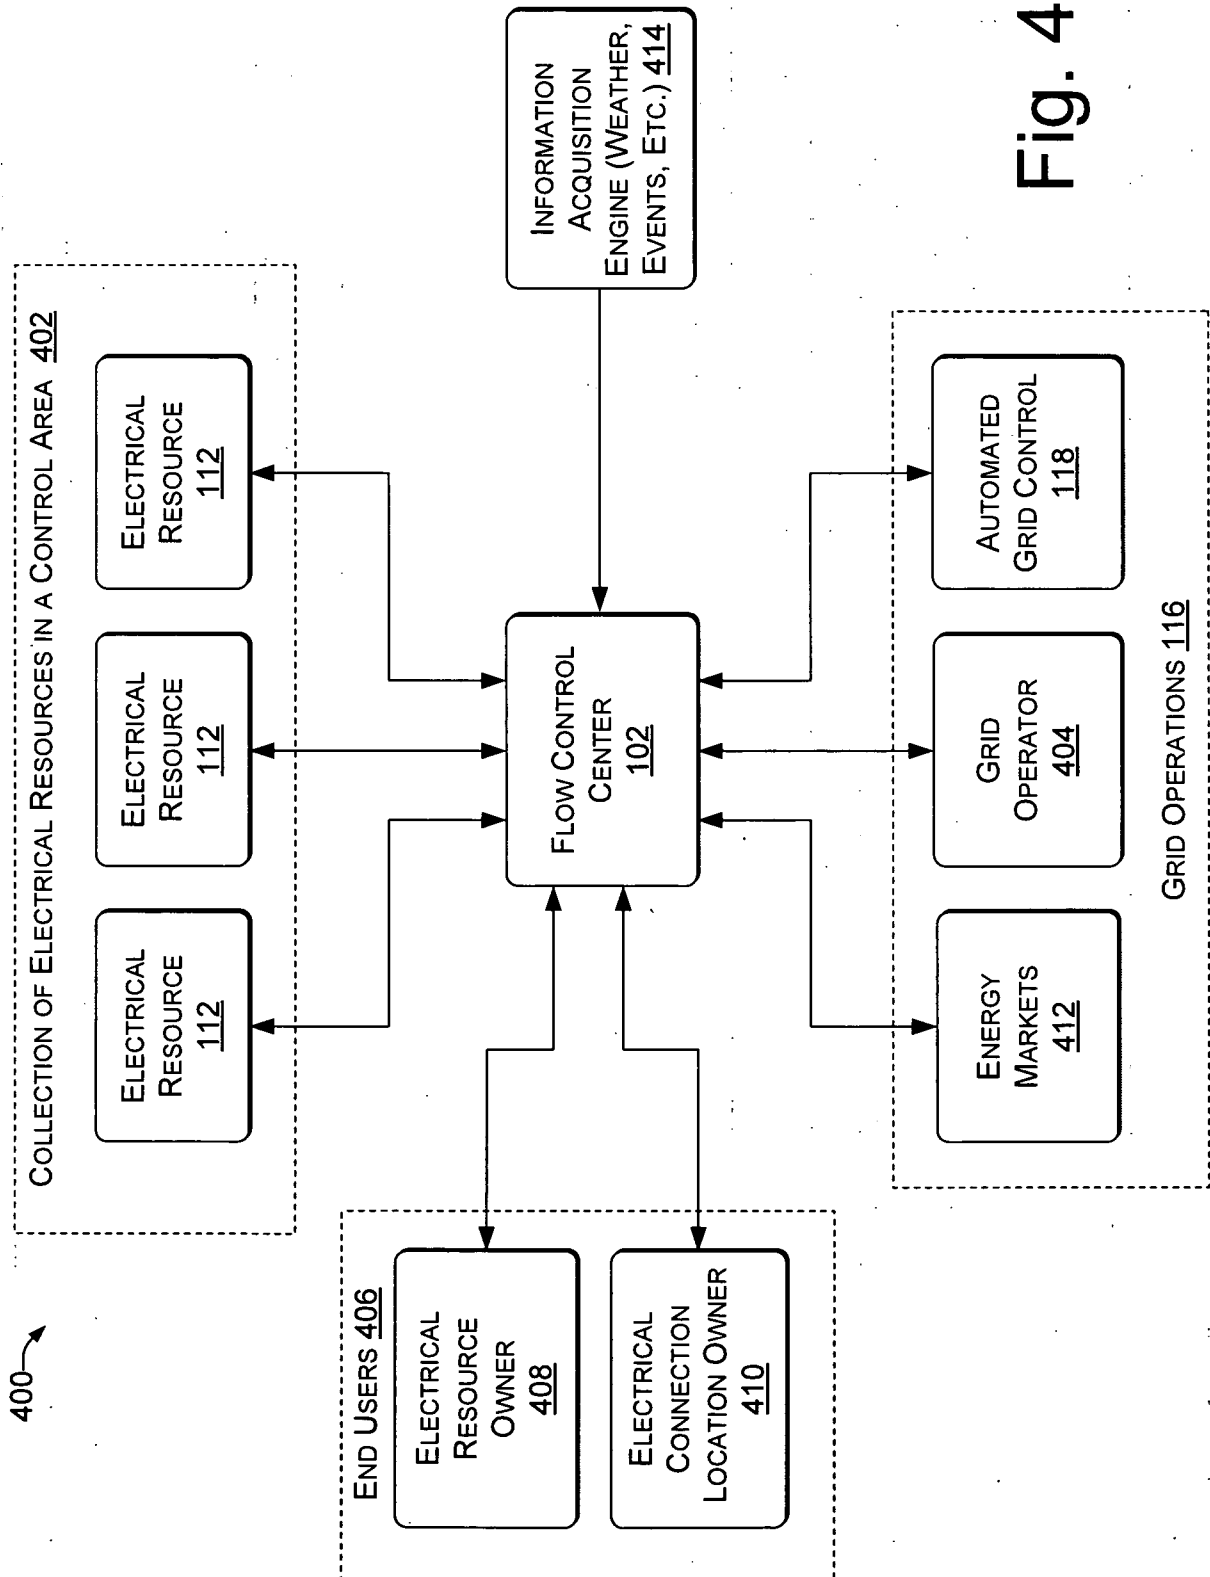 400
COLLECTION OF ELECTRICAL RESOURCES IN A CONTROL AREA 402
ELECTRICAL
RESOURCE
112
ELECTRICAL
RESOURCE
112
ELECTRICAL
RESOURCE
112
END USERS 406
ELECTRICAL
RESOURCE
OWNER
408
ELECTRICAL
CONNECTION
LOCATION OWNER
410
FLOW CONTROL
CENTER
102
INFORMATION
ACQUISITION
ENGINE (WEATHER,
EVENTS, ETC.) 414
ENERGY
MARKETS
412
GRID
OPERATOR
404
AUTOMATED
GRID CONTROL
118
GRID OPERATIONS 116
Fig. 4